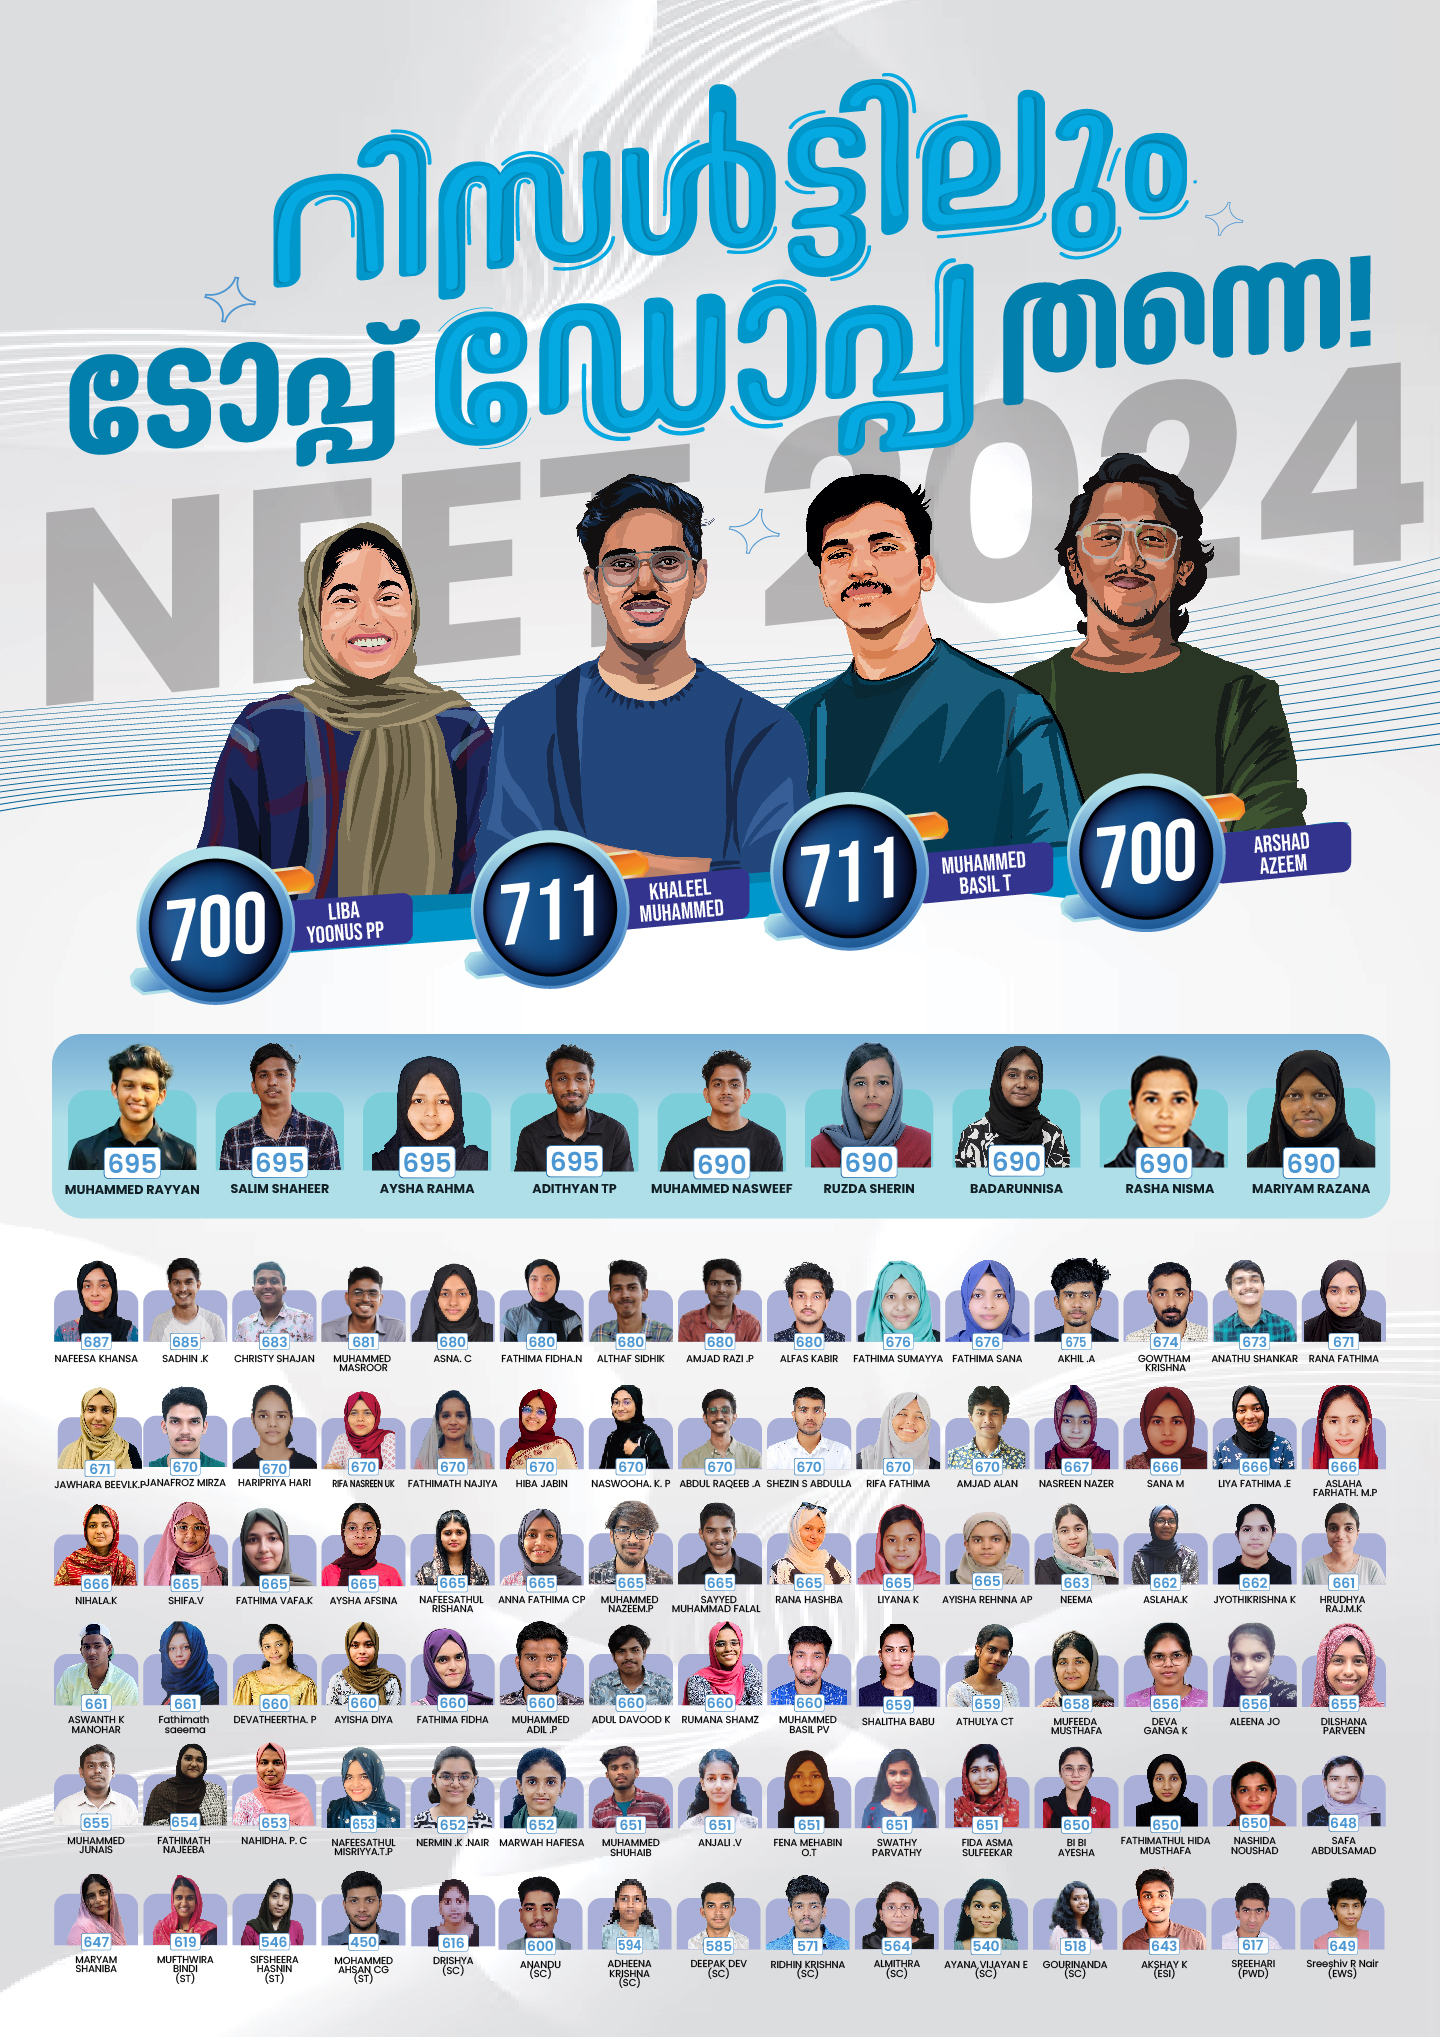 റിസൾട്ടിലും
ടോപ്പ് ഡോപ്പ തന്നെ!
NEET 2024
700
LIBA
YOONUS PP
711
KHALEEL
MUHAMMED
711
MUHAMMED
BASIL T
700
ARSHAD
AZEEM
695 695 695 695 690 690 690 690 690
MUHAMMED RAYYAN SALIM SHAHEER AYSHA RAHMA ADITHYAN TP MUHAMMED NASWEEF RUZDA SHERIN BADARUNNISA RASHA NISMA MARIYAM RAZANA
687 685 683 681 680 680 680 680 680 676 676 675 674 673 671
NAFEESA KHANSA SADHIN .K CHRISTY SHAJAN MUHAMMED ASNA. C FATHIMA FIDHA.N ALTHAF SIDHIK AMJAD RAZI .P ALFAS KABIR FATHIMA SUMAYYA FATHIMA SANA AKHIL .A GOWTHAM ANATHU SHANKAR RANA FATHIMA
MASROOR KRISHNA
671 670 670 670 670 670 670 670 670 670 670 667 666 666 666
JAWHARA BEEVI.K.P JANAFROZ MIRZA HARIPRIYA HARI RIFA NASREEN UK FATHIMATH NAJIYA HIBA JABIN NASWOOHA. K. P ABDUL RAQEEB .A SHEZIN S ABDULLA RIFA FATHIMA AMJAD ALAN NASREEN NAZER SANA M LIYA FATHIMA .E ASLAHA
FARHATH. M.P
666 665 665 665 665 665 665 665 665 665 665 663 662 662 661
NIHALA.K SHIFA.V FATHIMA VAFA.K AYSHA AFSINA NAFEESATHUL ANNA FATHIMA CP MUHAMMED SAYYED RANA HASHBA LIYANA K AYISHA REHNNA AP NEEMA ASLAHA.K JYOTHIKRISHNA K HRUDHYA
RISHANA NAZEEM.P MUHAMMAD FALAL RAJ.M.K
661 661 660 660 660 660 660 660 660 659 659 658 656 656 655
ASWANTH K Fathimath DEVATHEERTHA. P AYISHA DIYA FATHIMA FIDHA MUHAMMED ADUL DAVOOD K RUMANA SHAMZ MUHAMMED SHALITHA BABU ATHULYA CT MUFEEDA DEVA ALEENA JO DILSHANA
MANOHAR saeema ADIL .P BASIL PV MUSTHAFA GANGA K PARVEEN
655 654 653 653 652 652 651 651 651 651 651 650 650 650 648
MUHAMMED FATHIMATH NAHIDHA. P. C NAFEESATHUL NERMIN .K .NAIR MARWAH HAFIESA MUHAMMED ANJALI .V FENA MEHABIN SWATHY FIDA ASMA BI BI FATHIMATHUL HIDA NASHIDA SAFA
JUNAIS NAJEEBA MISRIYYA.T.P SHUHAIB O.T PARVATHY SULFEEKAR AYESHA MUSTHAFA NOUSHAD ABDULSAMAD
647 619 546 450 616 600 594 585 571 564 540 518 643 617 649
MARYAM MUFTHWIRA SIFSHEERA MOHAMMED DRISHYA ANANDU ADHEENA DEEPAK DEV RIDHIN KRISHNA ALMITHRA AYANA VIJAYAN E GOURINANDA AKSHAY K SREEHARI Sreeshiv R Nair
SHANIBA BINDI HASNIN AHSAN CG (SC) (SC) KRISHNA (SC) (SC) (SC) (SC) (SC) (ESI) (PWD) (EWS)
(ST) (ST) (ST) (SC)